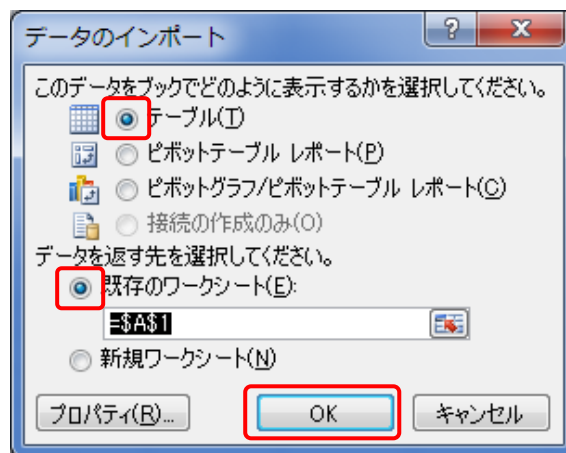 データのインポート
このデータをブックでどのように表示するかを選択してください。
テーブル(T)
ピボットテーブル レポート(P)
ピボットグラフ/ピボットテーブル レポート(C)
接続の作成のみ(O)
データを返す先を選択してください。
既存のワークシート(E):
=$A$1
新規ワークシート(N)
プロパティ(R)... OK キャンセル